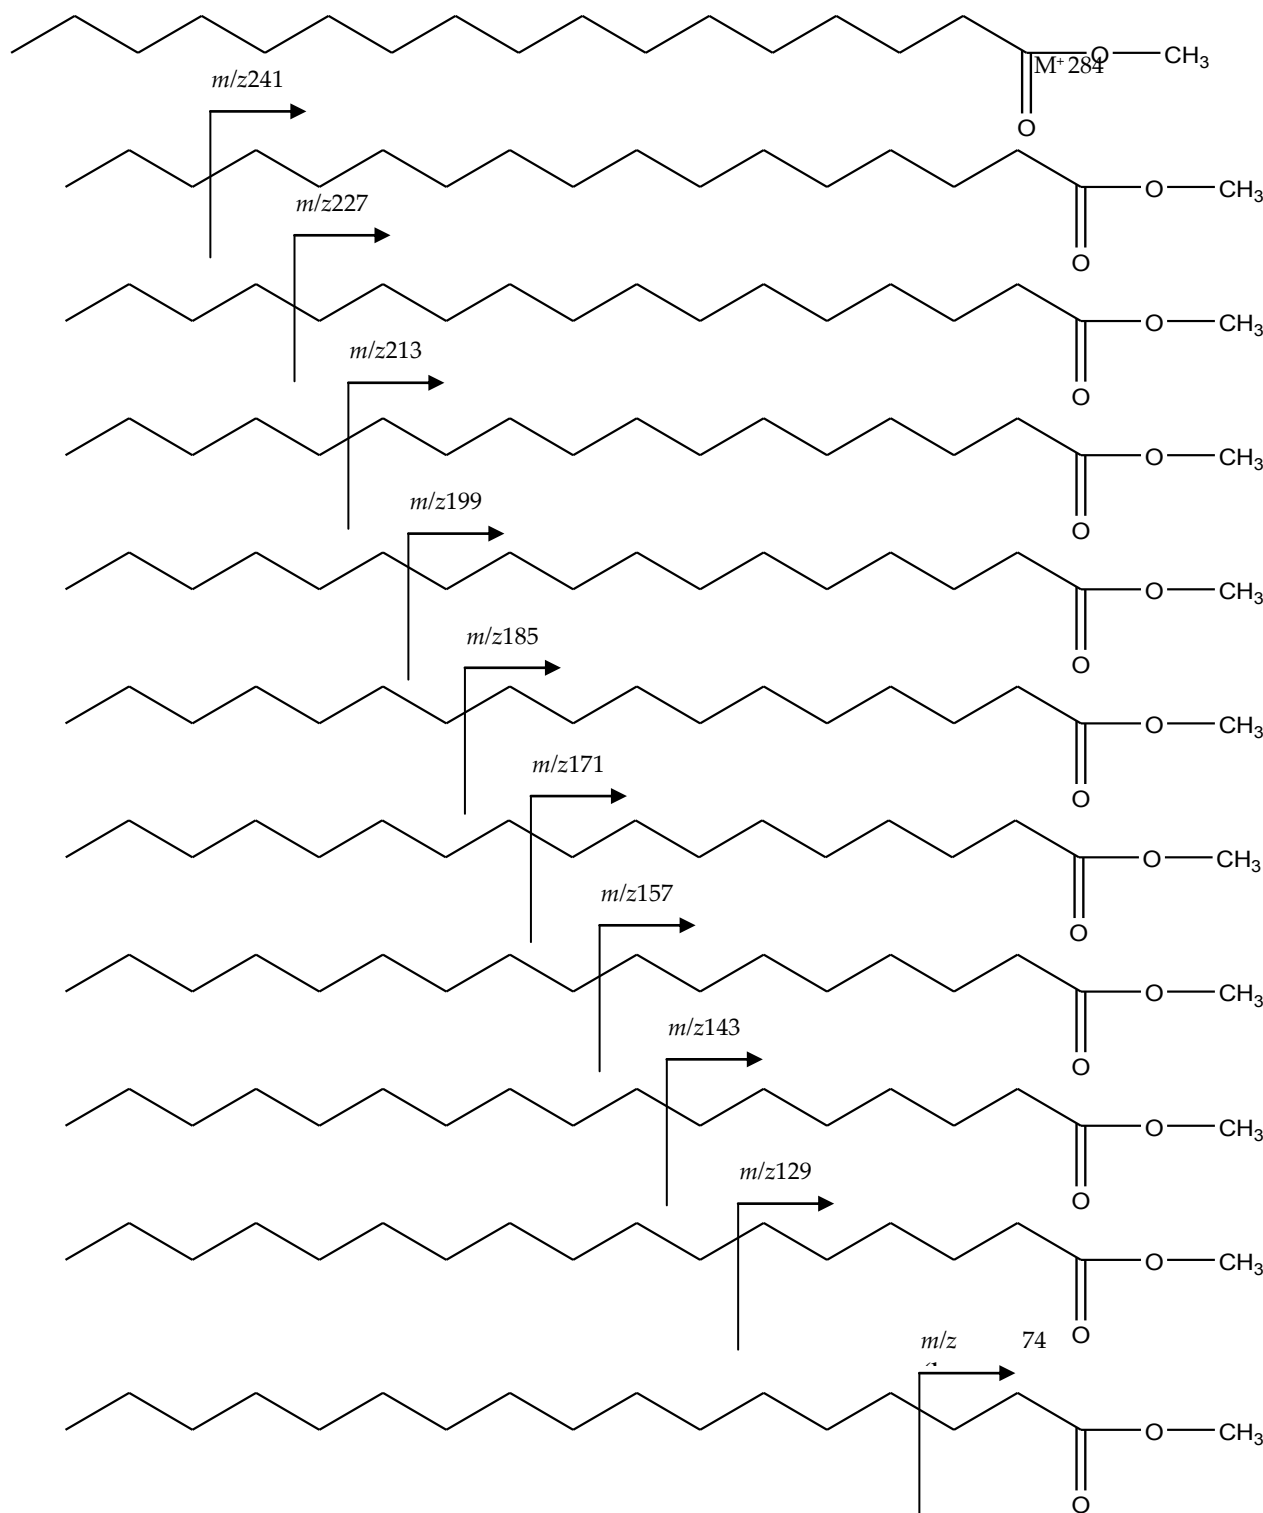 O CH₃
M⁺ 284
O
m/z241
O CH₃
O
m/z227
O CH₃
O
m/z213
O CH₃
O
m/z199
O CH₃
O
m/z185
O CH₃
O
m/z171
O CH₃
O
m/z157
O CH₃
O
m/z143
O CH₃
O
m/z129
O CH₃
O
m/z 74
O CH₃
O